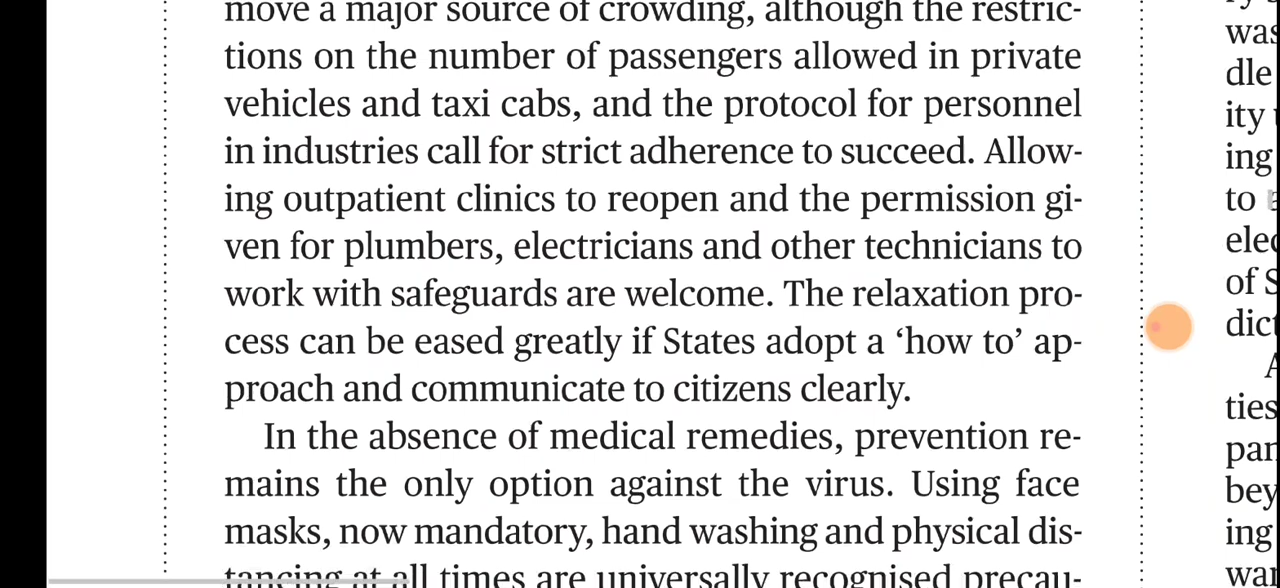 move a major source of crowding, although the restric-
tions on the number of passengers allowed in private
vehicles and taxi cabs, and the protocol for personnel
in industries call for strict adherence to succeed. Allow-
ing outpatient clinics to reopen and the permission gi-
ven for plumbers, electricians and other technicians to
work with safeguards are welcome. The relaxation pro-
cess can be eased greatly if States adopt a ‘how to’ ap-
proach and communicate to citizens clearly.
In the absence of medical remedies, prevention re-
mains the only option against the virus. Using face
masks, now mandatory, hand washing and physical dis-
tancing at all times are universally recognised precau-
was
dle
ity
ing
to
of S
ties
ing